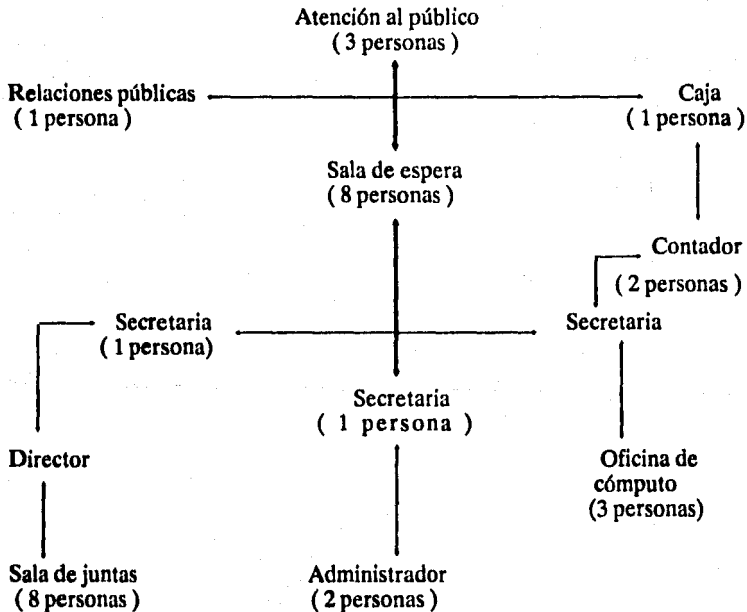 Atención al público
( 3 personas )
Relaciones públicas
( 1 persona )
Caja
( 1 persona )
Sala de espera
( 8 personas )
Contador
( 2 personas )
Secretaria
( 1 persona)
Secretaria
Secretaria
( 1 persona )
Director
Oficina de
cómputo
(3 personas)
Sala de juntas
( 8 personas )
Administrador
( 2 personas )